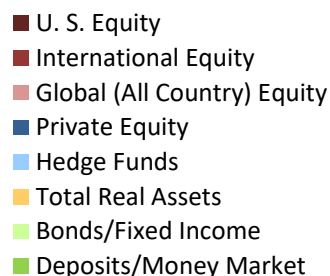 U. S. Equity
International Equity
Global (All Country) Equity
Private Equity
Hedge Funds
Total Real Assets
Bonds/Fixed Income
Deposits/Money Market